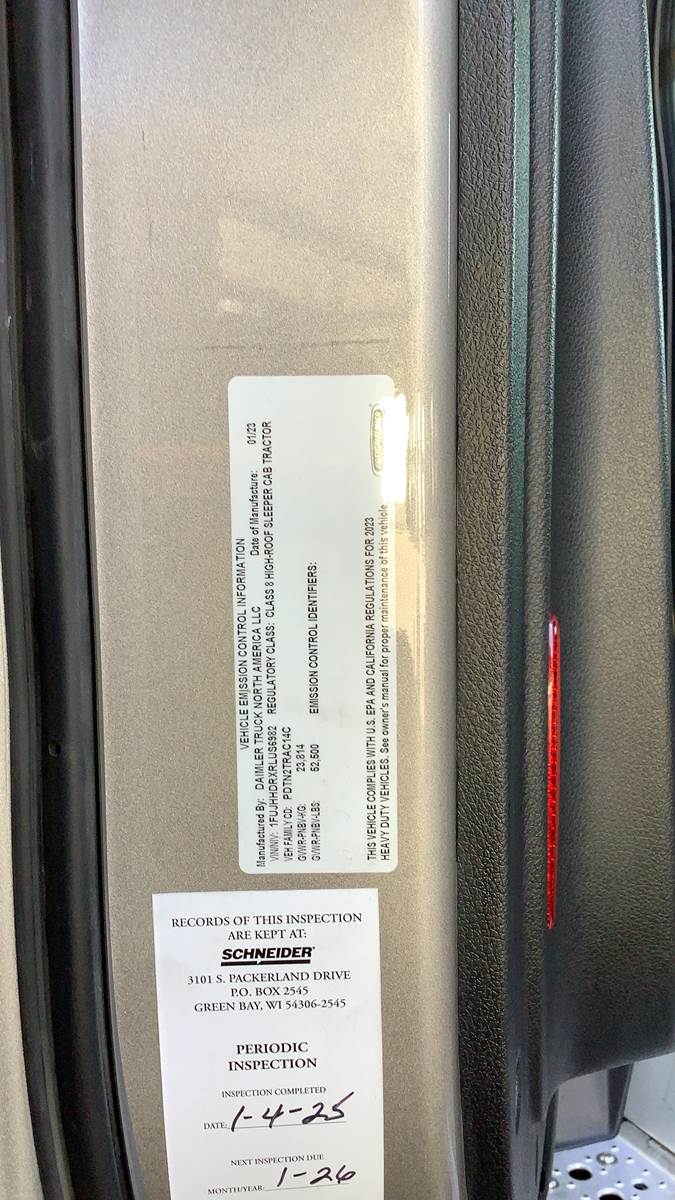 VEHICLE EMISSION CONTROL INFORMATION
Manufactured By: DAIMLER TRUCK NORTH AMERICA LLC Date of Manufacture: 01/23
VIN/NIV: 1FUJHHDRXRLUS6982 REGULATORY CLASS: CLASS 8 HIGH-ROOF SLEEPER CAB TRACTOR
VEH FAMILY CD: PDTN2TRAC14C
GVWR-PNBV-KG: 23,814
GVWR-PNBV-LBS: 52,500 EMISSION CONTROL IDENTIFIERS:
THIS VEHICLE COMPLIES WITH U.S. EPA AND CALIFORNIA REGULATIONS FOR 2023
HEAVY DUTY VEHICLES. See owner's manual for proper maintenance of this vehicle
RECORDS OF THIS INSPECTION
ARE KEPT AT:
SCHNEIDER
3101 S. PACKERLAND DRIVE
P.O. BOX 2545
GREEN BAY, WI 54306-2545
PERIODIC
INSPECTION
INSPECTION COMPLETED
DATE: 1-4-25
NEXT INSPECTION DUE
MONTH/YEAR: 1-26